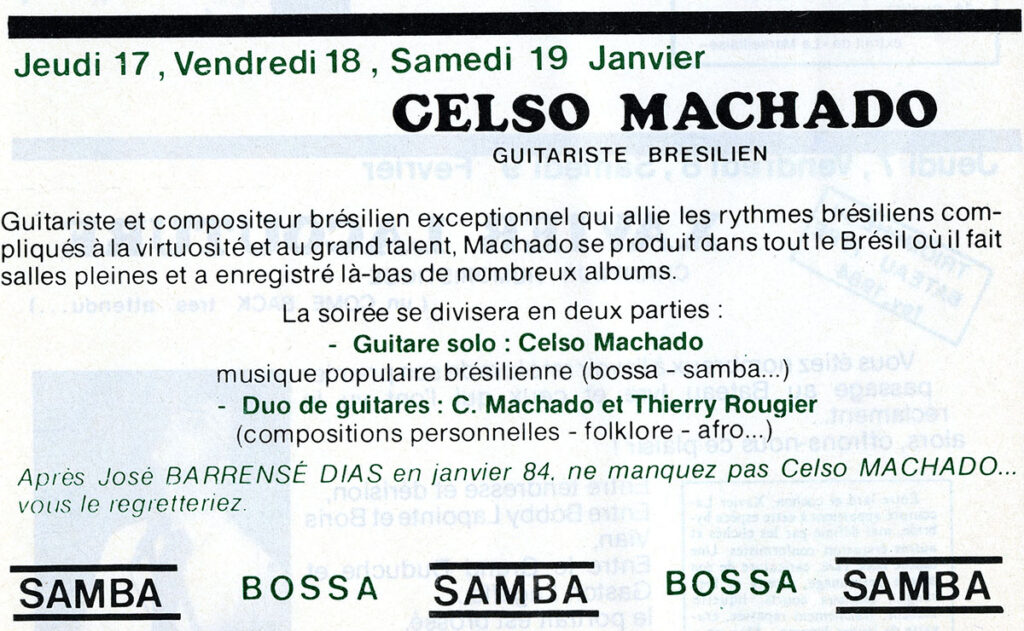 Jeudi 17, Vendredi 18, Samedi 19 Janvier
CELSO MACHADO
GUITARISTE BRESILIEN
Guitariste et compositeur brésilien exceptionnel qui allie les rythmes brésiliens com-
pliqués à la virtuosité et au grand talent, Machado se produit dans tout le Brésil où il fait
salles pleines et a enregistré là-bas de nombreux albums.
La soirée se divisera en deux parties :
- Guitare solo : Celso Machado
musique populaire brésilienne (bossa - samba...)
- Duo de guitares : C. Machado et Thierry Rougier
(compositions personnelles - folklore - afro...)
Après José BARRENSÉ DIAS en janvier 84, ne manquez pas Celso MACHADO...
vous le regretteriez.
SAMBA BOSSA SAMBA BOSSA SAMBA